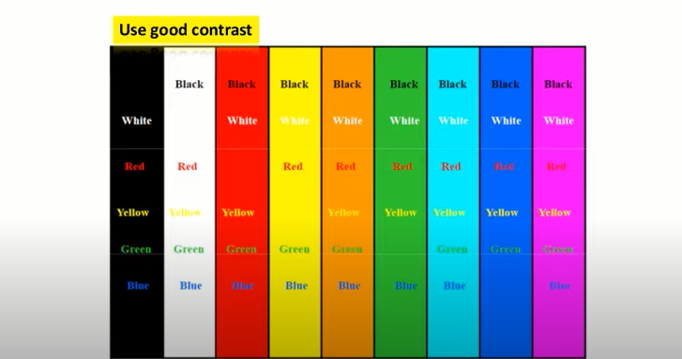 Use good contrast
Black Black Black Black Black Black Black Black
White White White White White White White White
Red Red Red Red Red Red Red Red
Yellow Yellow Yellow Yellow Yellow Yellow Yellow Yellow
Green Green Green Green Green Green Green Green
Blue Blue Blue Blue Blue Blue Blue Blue